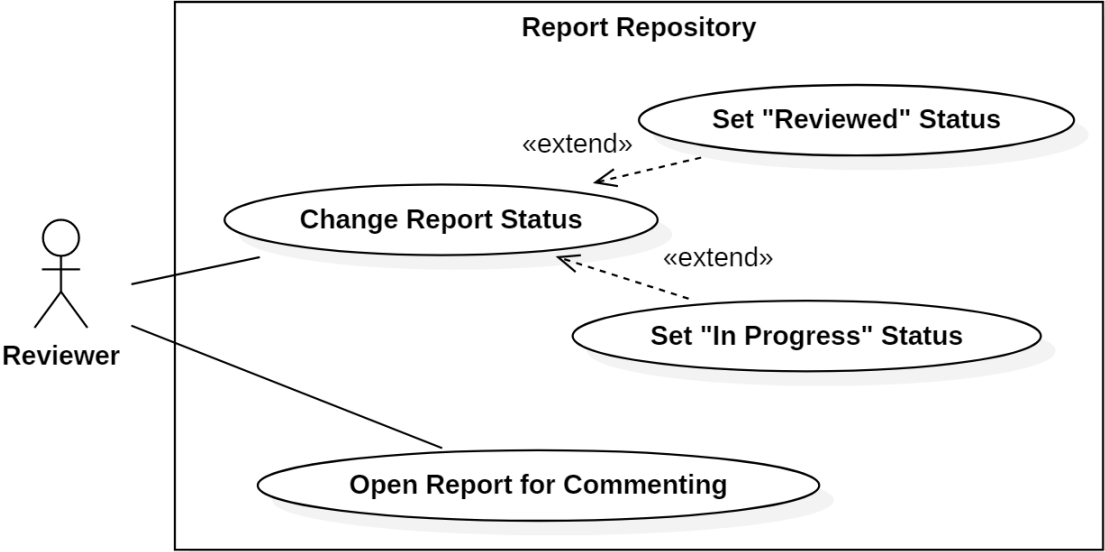 Report Repository
Set "Reviewed" Status
«extend»
Change Report Status
«extend»
Set "In Progress" Status
Reviewer
Open Report for Commenting